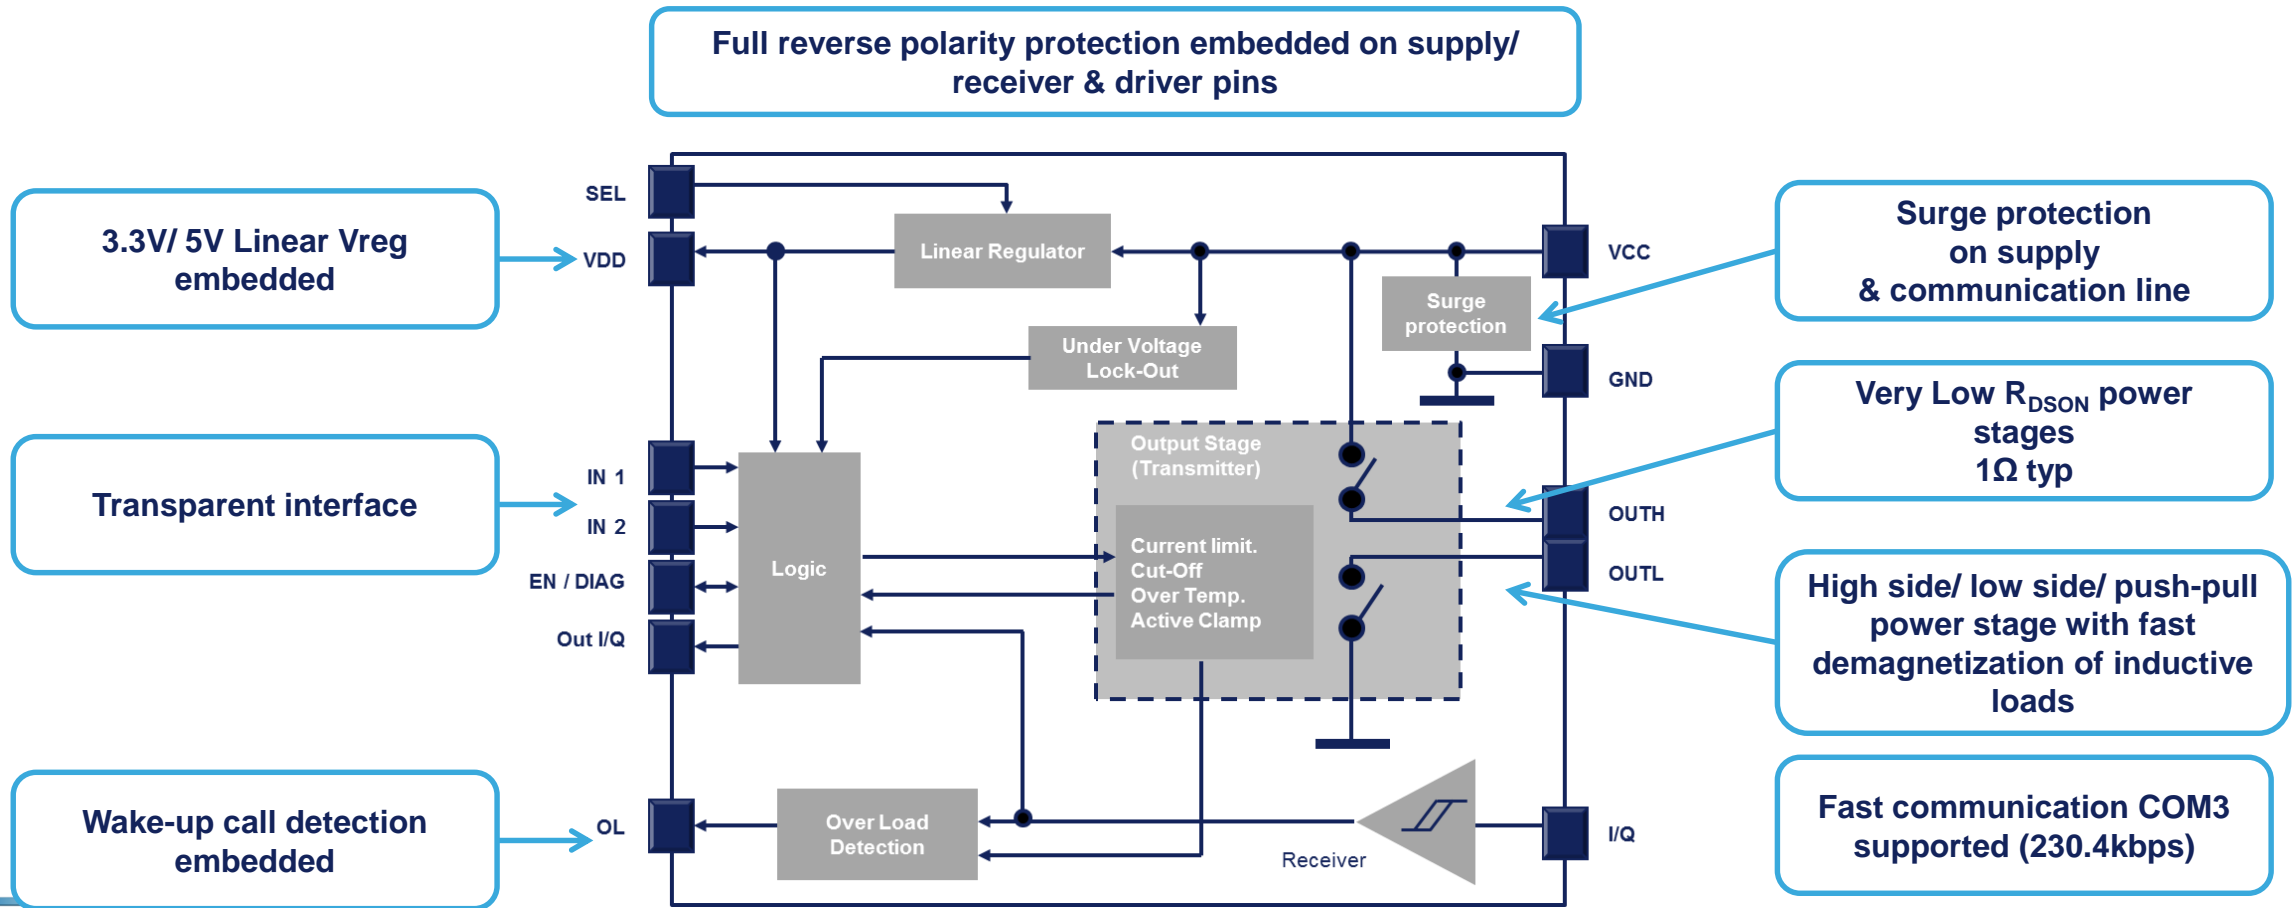 Full reverse polarity protection embedded on supply/
receiver & driver pins
3.3V/ 5V Linear Vreg
embedded
Transparent interface
Wake-up call detection
embedded
SEL
VDD
IN 1
IN 2
EN / DIAG
Out I/Q
OL
Linear Regulator
Under Voltage
Lock-Out
Surge
protection
Logic
Output Stage
(Transmitter)
Current limit.
Cut-Off
Over Temp.
Active Clamp
Over Load
Detection
Receiver
VCC
GND
OUTH
OUTL
I/Q
Surge protection
on supply
& communication line
Very Low RDSON power
stages
1Ω typ
High side/ low side/ push-pull
power stage with fast
demagnetization of inductive
loads
Fast communication COM3
supported (230.4kbps)